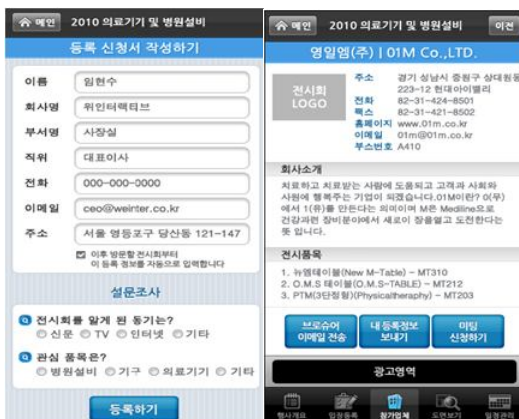 메인
2010 의료기기 및 병원설비
등록 신청서 작성하기
이름 임현수
회사명 위인터랙티브
부서명 사장실
직위 대표이사
전화 000-000-0000
이메일 ceo@weinter.co.kr
주소 서울 영등포구 당산동 121-147
이후 방문할 전시회부터
이 등록 정보를 자동으로 입력합니다
설문조사
Q 전시회를 알게 된 동기는?
신문 TV 인터넷 기타
Q 관심 품목은?
병원설비 기구 의료기기 기타
등록하기
메인
2010 의료기기 및 병원설비
이전
영일엠(주) | 01M Co.,LTD.
전시회
LOGO
주소 경기 성남시 중원구 상대원동
223-12 현대아이밸리
전화 82-31-424-8501
팩스 82-31-421-8502
홈페이지 www.01m.co.kr
이메일 01m@01m.co.kr
부스번호 A410
회사소개
치료하고 치료받는 사람에 도움되고 고객과 사회와
사원에 행복주는 기업이 되겠습니다.01M이란? 0(무)
에서 1(유)를 만든다는 의미이며 M은 Mediline으로
건강과련 장비분야에서 새로이 장을열고 도전한다는
뜻 입니다.
전시품목
1. 뉴엠테이블(New M-Table) - MT310
2. O.M.S 테이블(O.M.S-TABLE) - MT212
3. PTM(3단정형)(Physicaltheraphy) - MT203
브로슈어
이메일 전송
내 등록정보
보내기
미팅
신청하기
광고영역
행사개요 입장등록 참가업체 도면보기 일정관리